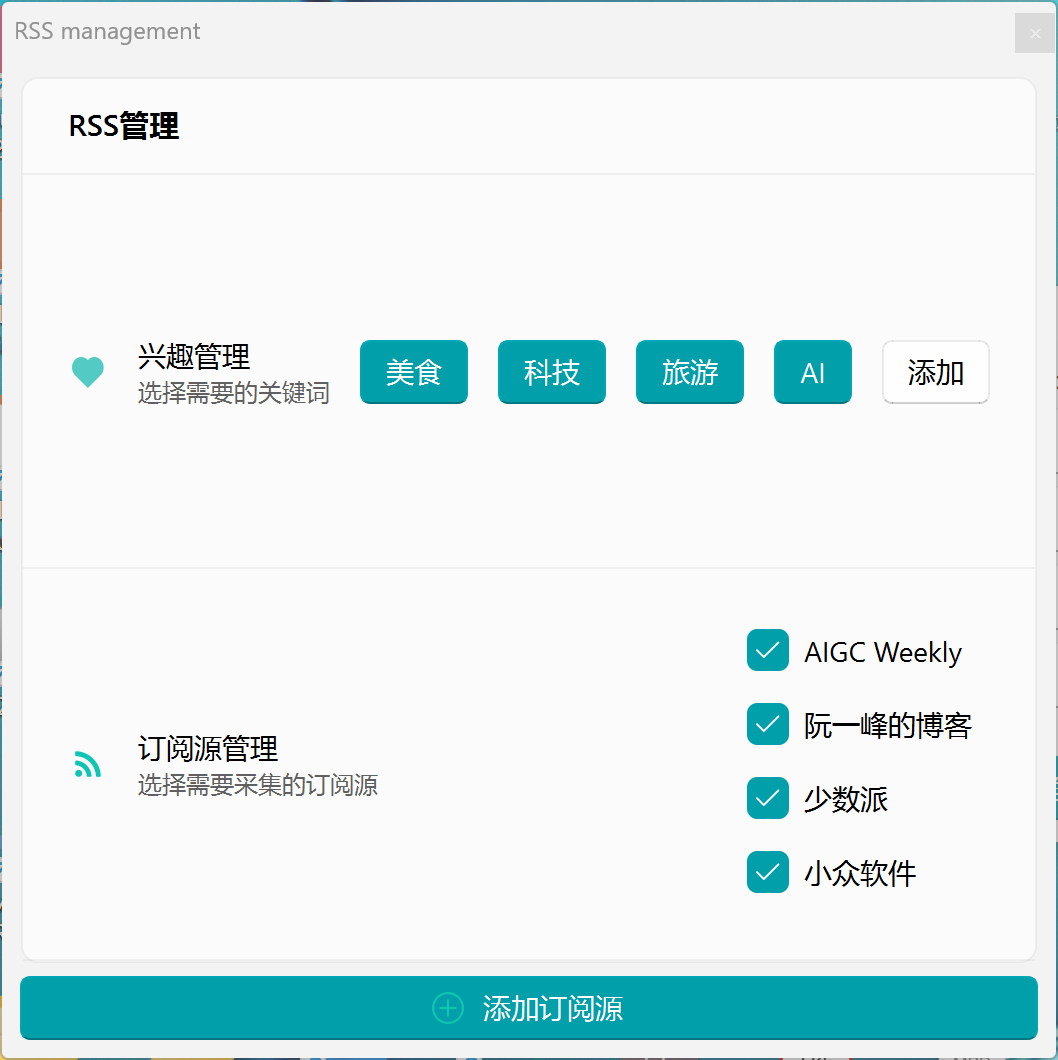 RSS management
RSS管理
兴趣管理
选择需要的关键词
美食
科技
旅游
AI
添加
AIGC Weekly
阮一峰的博客
少数派
小众软件
订阅源管理
选择需要采集的订阅源
添加订阅源